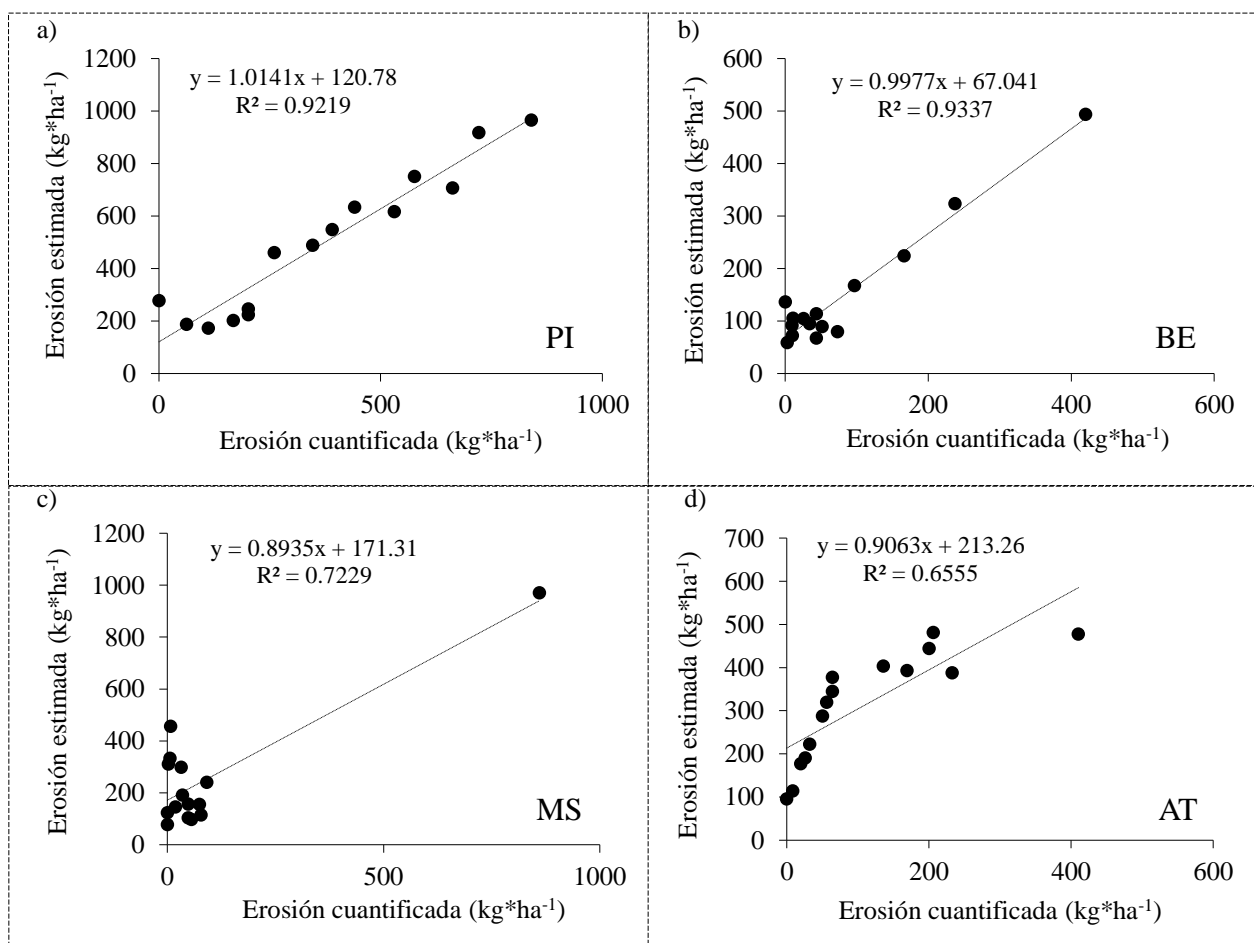 a)
1200
1000
800
600
400
200
0
y = 1.0141x + 120.78
R² = 0.9219
PI
0 500 1000
Erosión cuantificada (kg*ha-1)
Erosión estimada (kg*ha-1)
b)
600
500
400
300
200
100
0
y = 0.9977x + 67.041
R² = 0.9337
BE
0 200 400 600
Erosión cuantificada (kg*ha-1)
Erosión estimada (kg*ha-1)
c)
1200
1000
800
600
400
200
0
y = 0.8935x + 171.31
R² = 0.7229
MS
0 500 1000
Erosión cuantificada (kg*ha-1)
Erosión estimada (kg*ha-1)
d)
700
600
500
400
300
200
100
0
y = 0.9063x + 213.26
R² = 0.6555
AT
0 200 400 600
Erosión cuantificada (kg*ha-1)
Erosión estimada (kg*ha-1)